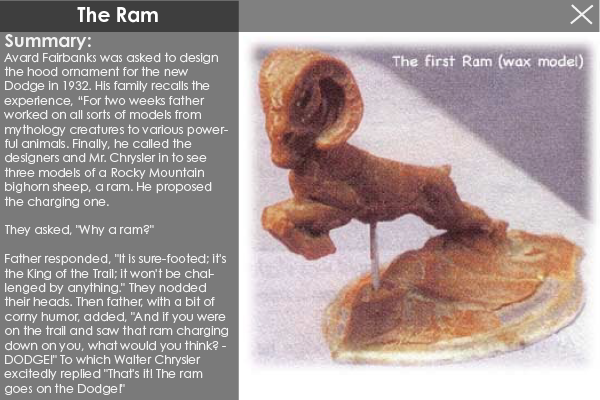 The Ram
Summary:
Avard Fairbanks was asked to design
the hood ornament for the new
Dodge in 1932. His family recalls the
experience, "For two weeks father
worked on all sorts of models from
mythology creatures to various power-
ful animals. Finally, he called the
designers and Mr. Chrysler in to see
three models of a Rocky Mountain
bighorn sheep, a ram. He proposed
the charging one.
They asked, "Why a ram?"
Father responded, "It is sure-footed; it's
the King of the Trail; it won't be chal-
lenged by anything." They nodded
their heads. Then father, with a bit of
corny humor, added, "And if you were
on the trail and saw that ram charging
down on you, what would you think? -
DODGE!" To which Walter Chrysler
excitedly replied "That's it! The ram
goes on the Dodge!"
The first Ram (wax model)